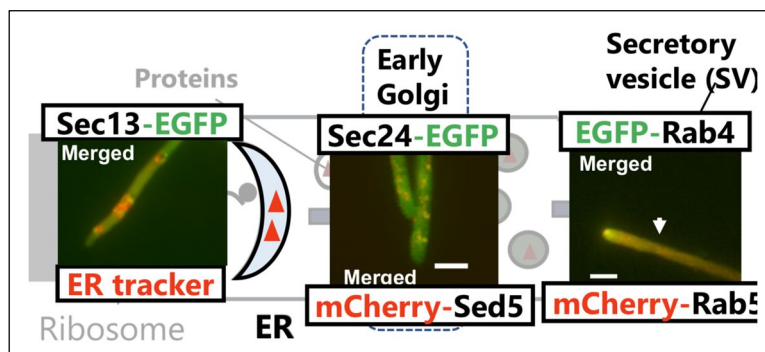 Early
Golgi
Secretory
vesicle (SV)
Proteins
Sec13-EGFP
Merged
ER tracker
Sec24-EGFP
Merged
mCherry-Sed5
EGFP-Rab4
Merged
mCherry-Rab5
Ribosome
ER